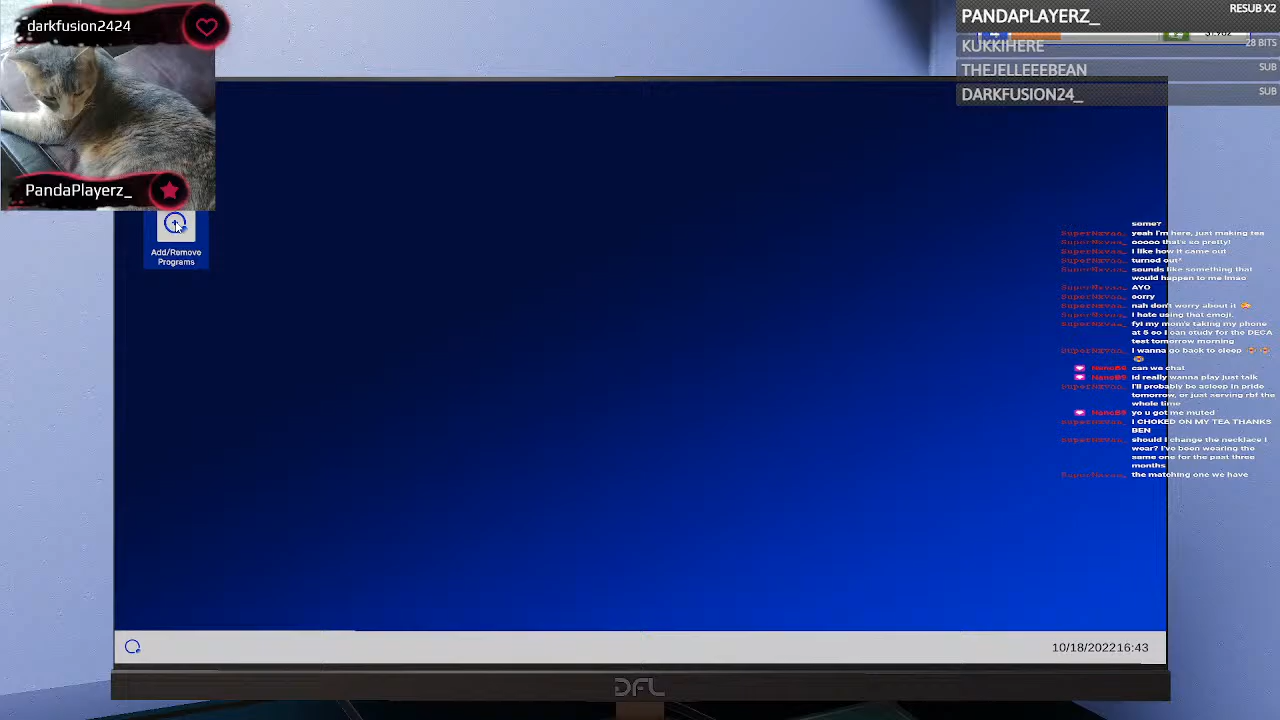 darkfusion2424
PandaPlayerz_
PANDAPLAYERZ_ RESUB X2
KUKKIHERE 28 BITS
THEJELLEEEBEAN SUB
DARKFUSION24_ SUB
Add/Remove
Programs
some?
yeah I'm here, just making tea
ooooo that's so pretty!
I like how it came out
turned out*
sounds like something that
would happen to me lmao
AYO
sorry
nah don't worry about it
I hate using that emoji.
fyi my mom's taking my phone
at 5 so I can study for the DECA
test tomorrow morning
I wanna go back to sleep
can we chat
Id really wanna play just talk
I'll probably be asleep in pride
tomorrow, or just serving rbf the
whole time
yo u got me muted
I CHOKED ON MY TEA THANKS
BEN
should I change the necklace I
wear? I've been wearing the
same one for the past three
months
the matching one we have
10/18/2022 16:43
DFL